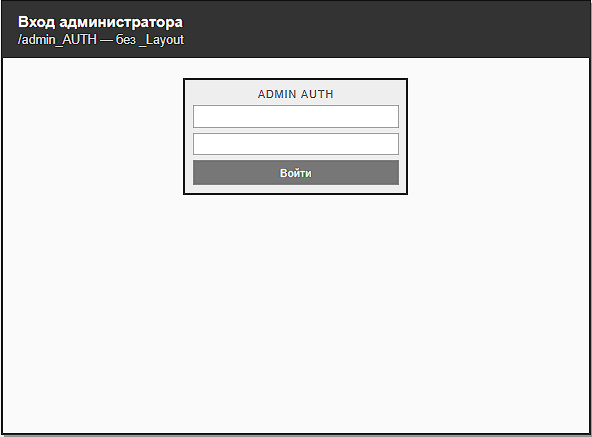 Вход администратора
/admin_AUTH — без _Layout
ADMIN AUTH
Войти